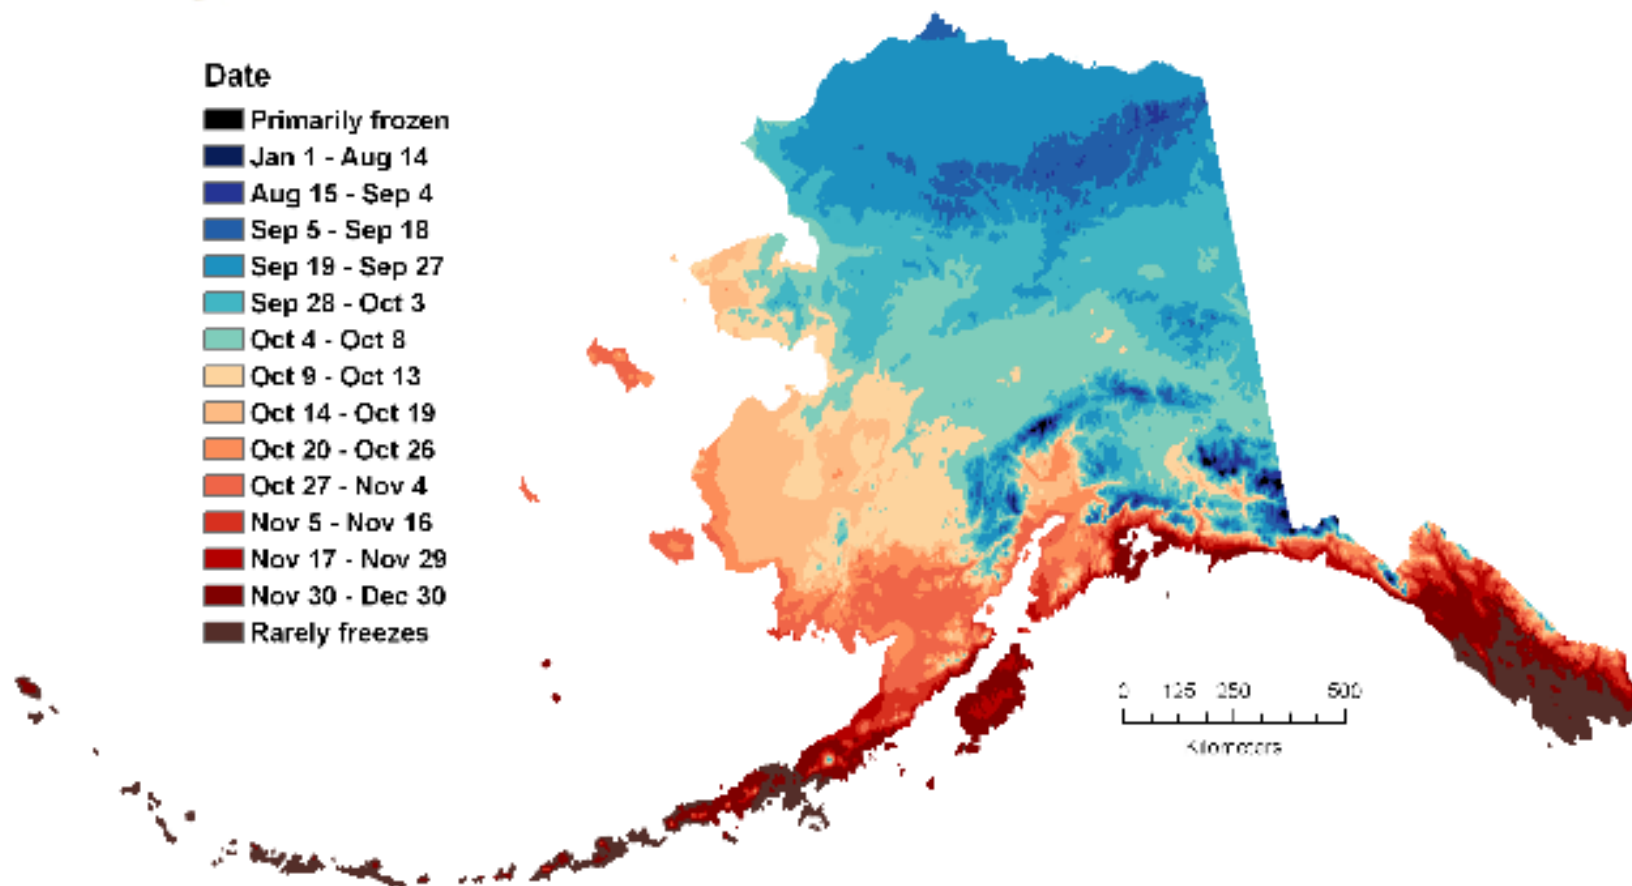 Date
Primarily frozen
Jan 1 - Aug 14
Aug 15 - Sep 4
Sep 5 - Sep 18
Sep 19 - Sep 27
Sep 28 - Oct 3
Oct 4 - Oct 8
Oct 9 - Oct 13
Oct 14 - Oct 19
Oct 20 - Oct 26
Oct 27 - Nov 4
Nov 5 - Nov 16
Nov 17 - Nov 29
Nov 30 - Dec 30
Rarely freezes
0 125 250 500
Kilometers